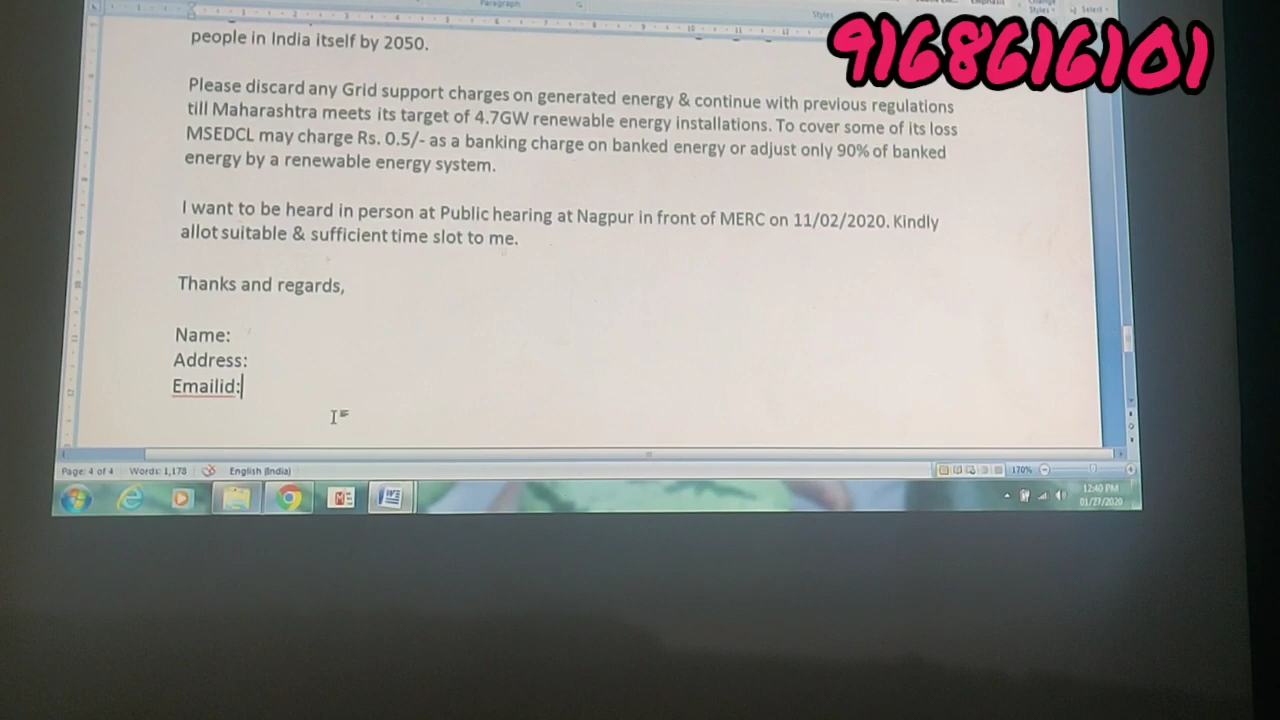 Paragraph
Styles
9168616101
people in India itself by 2050.
Please discard any Grid support charges on generated energy & continue with previous regulations
till Maharashtra meets its target of 4.7GW renewable energy installations. To cover some of its loss
MSEDCL may charge Rs. 0.5/- as a banking charge on banked energy or adjust only 90% of banked
energy by a renewable energy system.
I want to be heard in person at Public hearing at Nagpur in front of MERC on 11/02/2020. Kindly
allot suitable & sufficient time slot to me.
Thanks and regards,
Name:
Address:
Emailid:
Page: 4 of 4 Words: 1,178 English (India) 170%
12:40 PM
01/27/2020